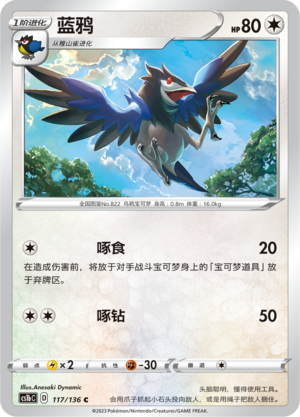 1阶进化
蓝鸦
HP80
从稚山雀进化
全国图鉴No.822 乌鸦宝可梦 身高：0.8m 体重：16.0kg
啄食 20
在造成伤害前，将放于对手战斗宝可梦身上的「宝可梦道具」放于弃牌区。
啄钻 50
弱点 ×2 抗性 -30 撤退
Illus.Anesaki Dynamic
CS1b C D 117/136 C
头脑聪明，懂得使用工具。
会用爪子抓起小石头投向敌人，或是用绳子把敌人捆住。
©2023 Pokémon/Nintendo/Creatures/GAME FREAK.